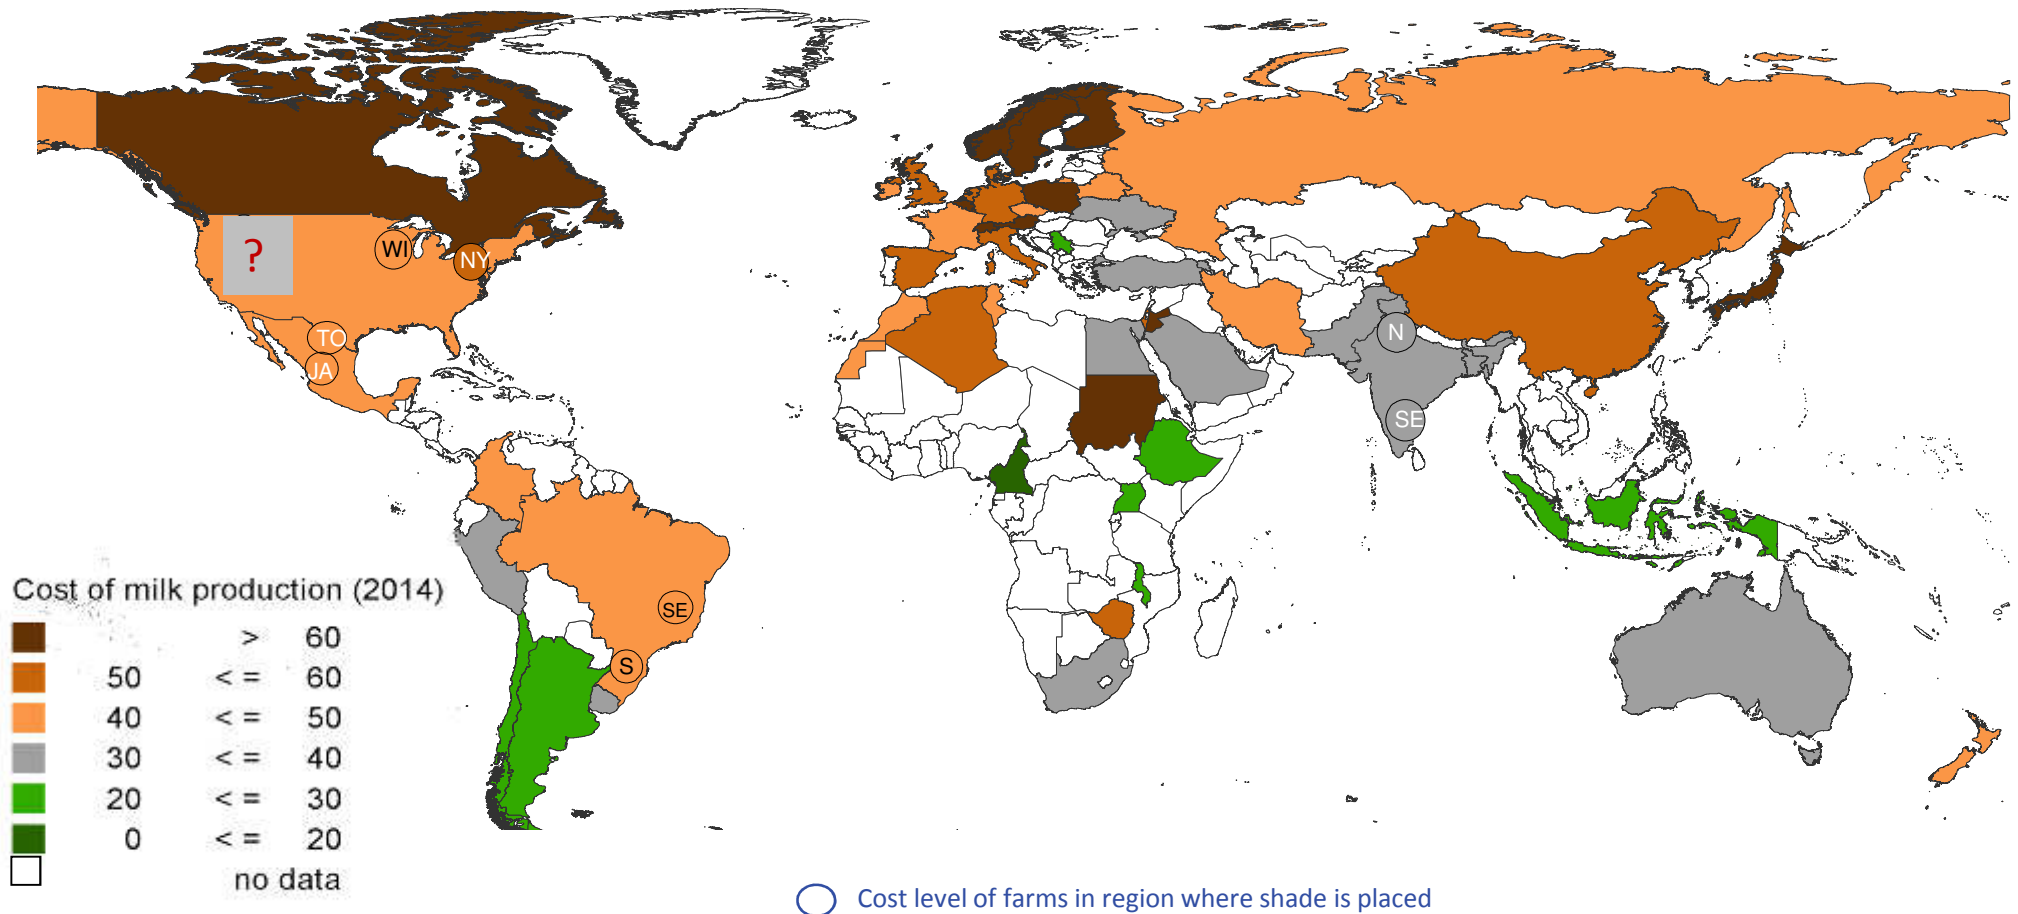 ?
WI
NY
TO
JA
N
SE
SE
S
Cost of milk production (2014)
> 60
50 < = 60
40 < = 50
30 < = 40
20 < = 30
0 < = 20
no data
Cost level of farms in region where shade is placed